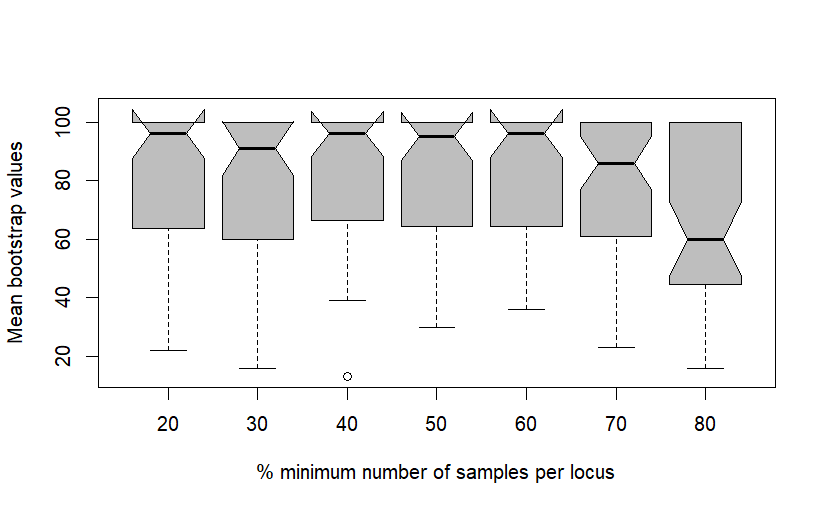 Mean bootstrap values
100
80
60
40
20
20 30 40 50 60 70 80
% minimum number of samples per locus